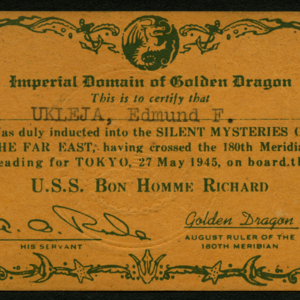 Imperial Domain of Golden Dragon
This is to certify that
UKLEJA, Edmund F.
as duly inducted into the SILENT MYSTERIES O
HE FAR EAST, having crossed the 180th Meridia
eading for TOKYO, 27 May 1945, on board, th
U.S.S. BON HOMME RICHARD
Golden Dragon
HIS SERVANT
AUGUST RULER OF THE
180TH MERIDIAN